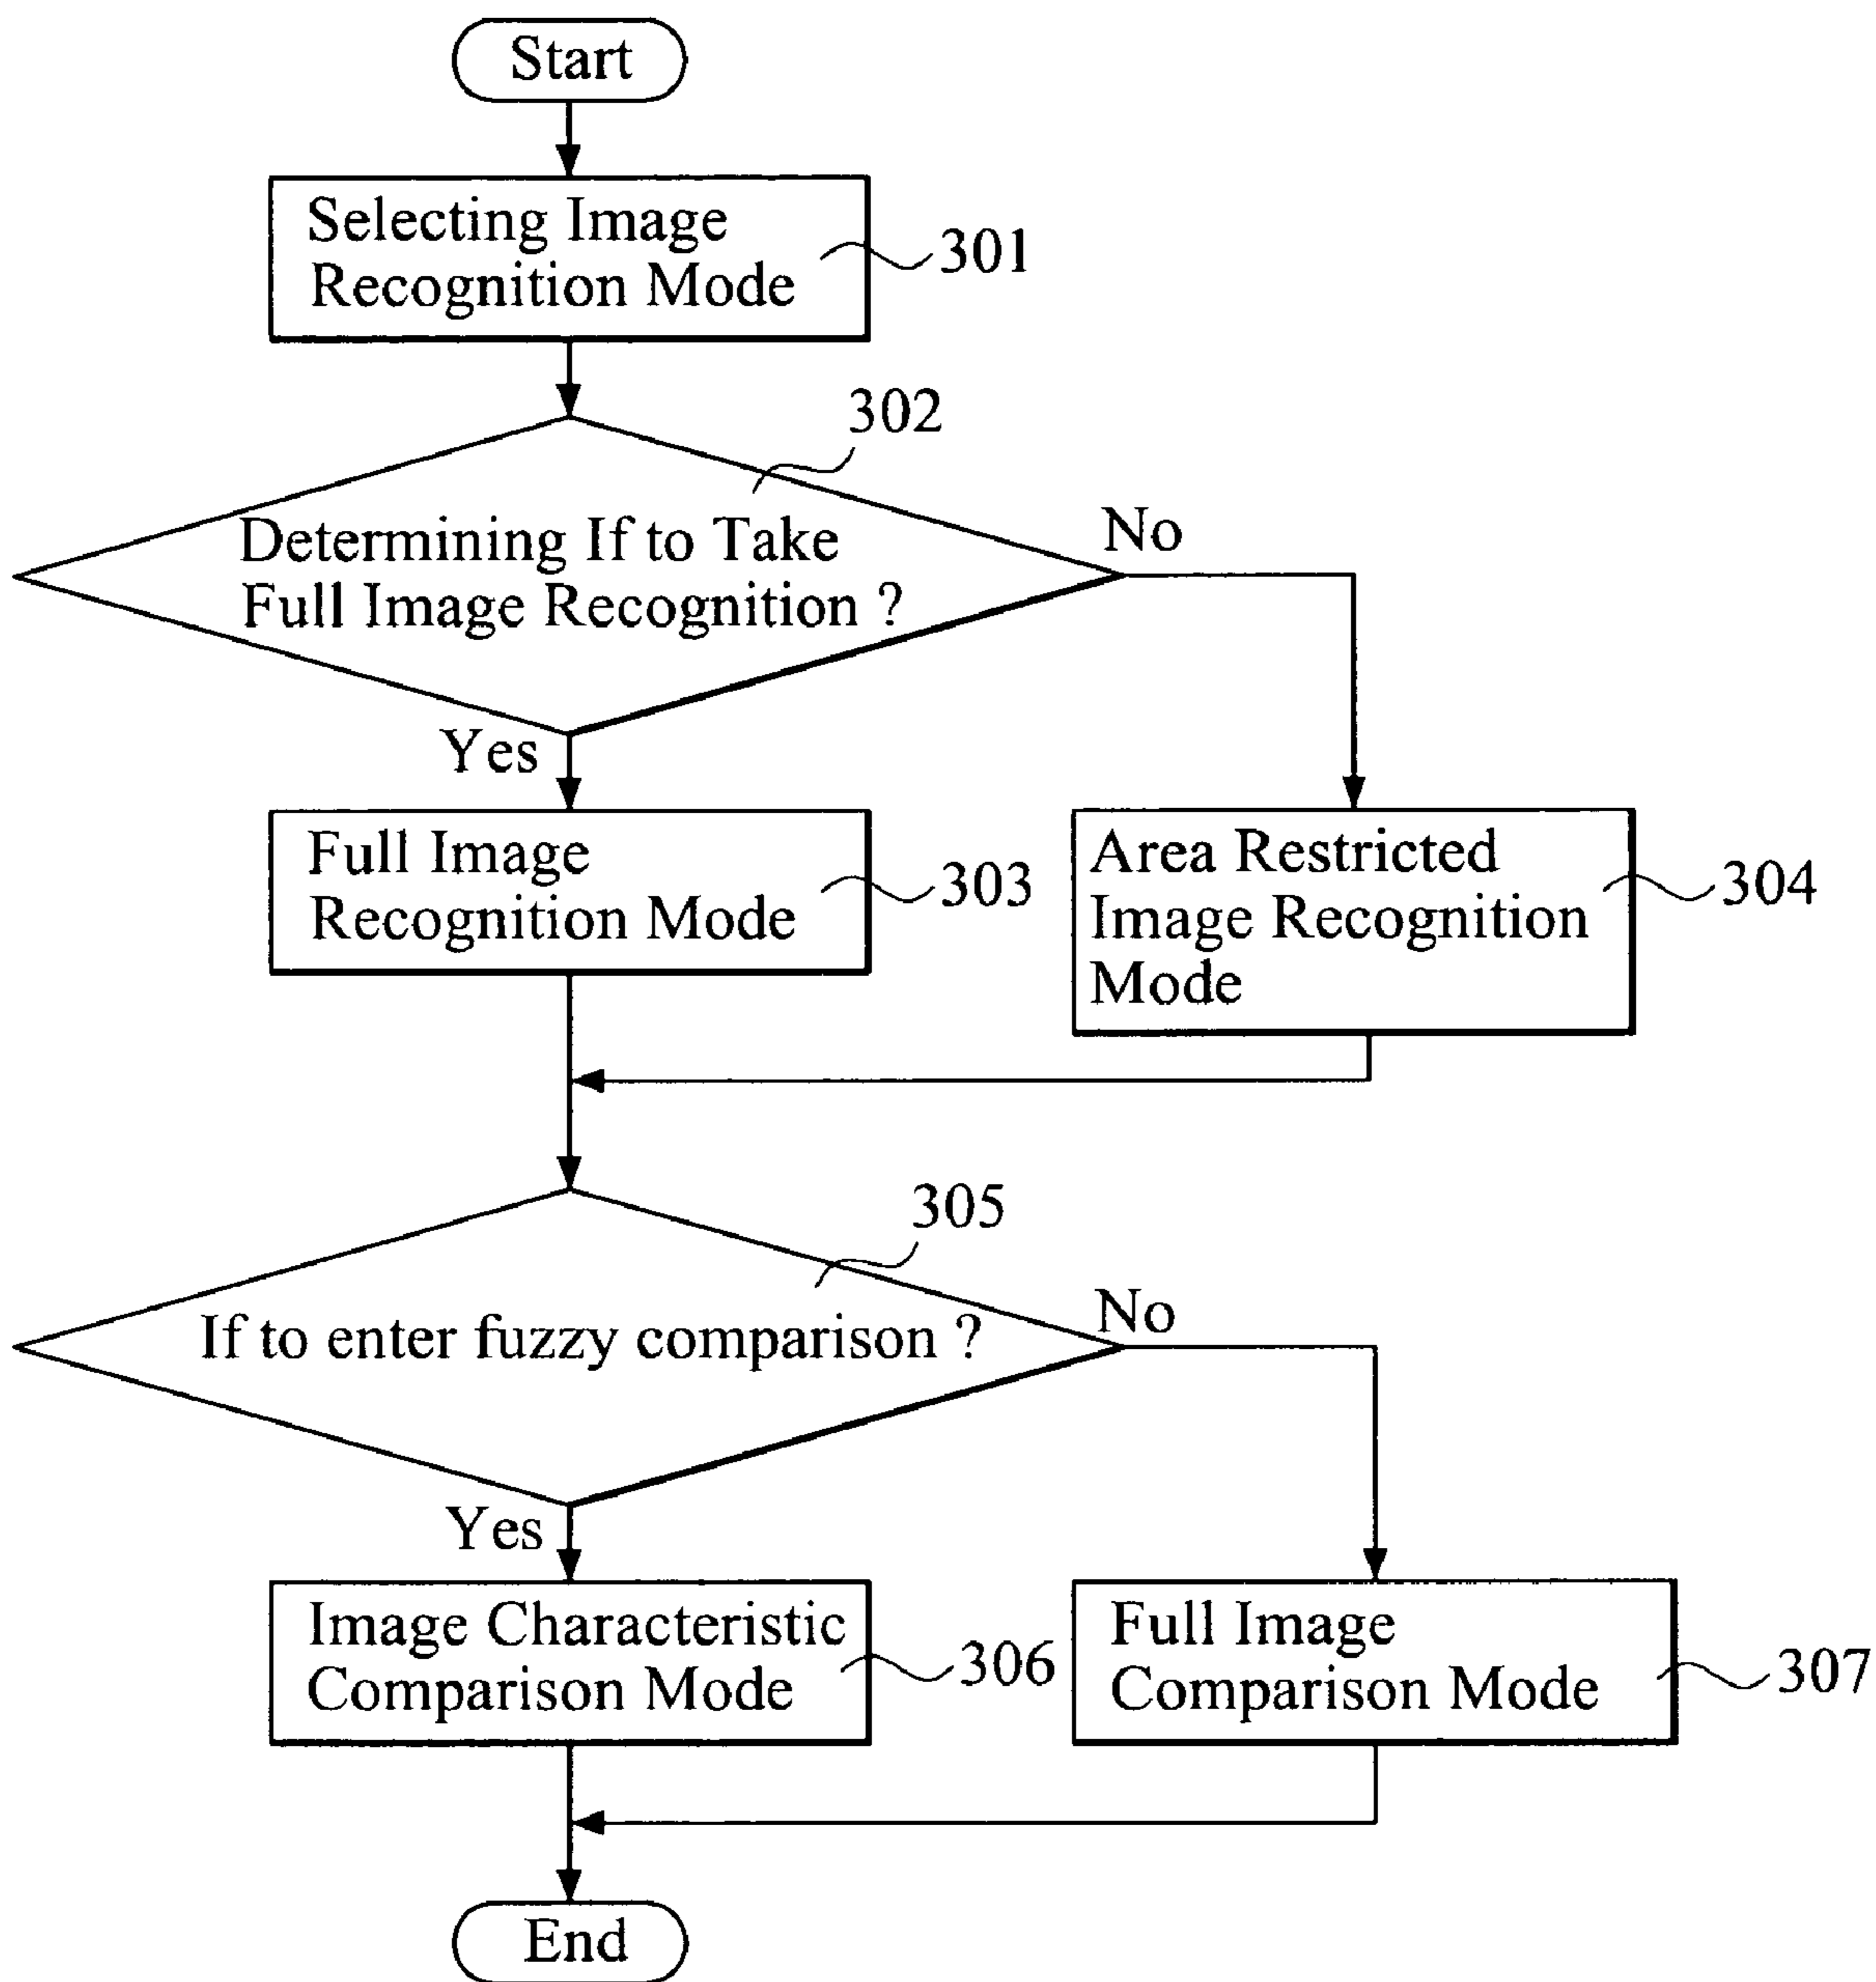 Start
Selecting Image
Recognition Mode
301
302
Determining If to Take
Full Image Recognition ?
No
Yes
Full Image
Recognition Mode
303
Area Restricted
Image Recognition
Mode
304
305
If to enter fuzzy comparison ?
No
Yes
Image Characteristic
Comparison Mode
306
Full Image
Comparison Mode
307
End